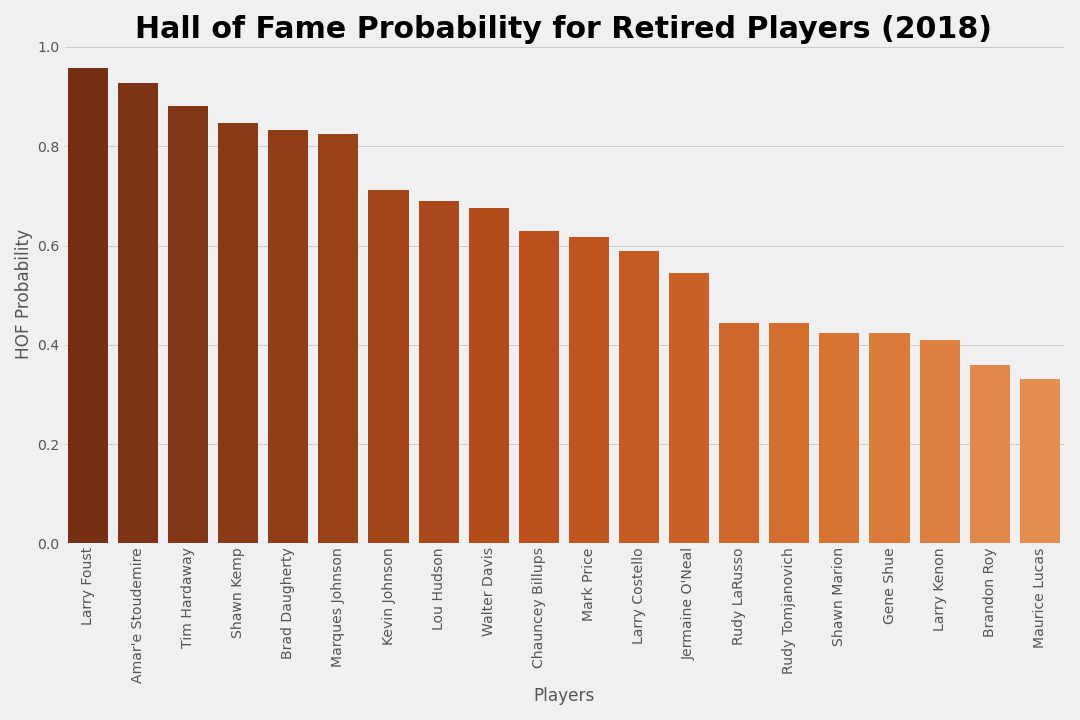 Hall of Fame Probability for Retired Players (2018)
1.0
0.8
0.6
0.4
0.2
0.0
HOF Probability
Larry Foust
Amar'e Stoudemire
Tim Hardaway
Shawn Kemp
Brad Daugherty
Marques Johnson
Kevin Johnson
Lou Hudson
Walter Davis
Chauncey Billups
Mark Price
Larry Costello
Jermaine O'Neal
Rudy LaRusso
Rudy Tomjanovich
Shawn Marion
Gene Shue
Larry Kenon
Brandon Roy
Maurice Lucas
Players